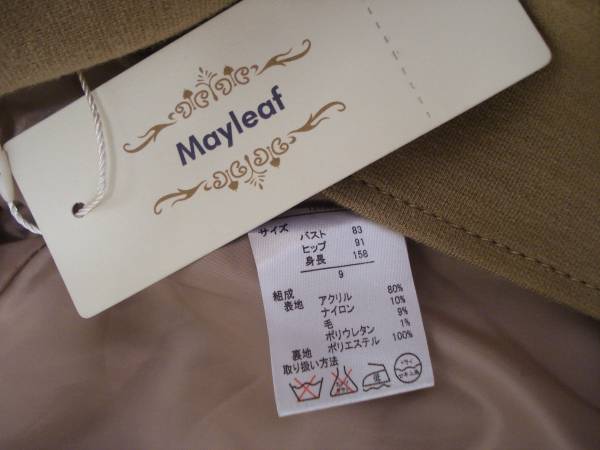 Mayleaf
サイズ
バスト 83
ヒップ 91
身長 158
9
組成
表地 アクリル 80%
ナイロン 10%
毛 9%
ポリウレタン 1%
裏地 ポリエステル 100%
取り扱い方法